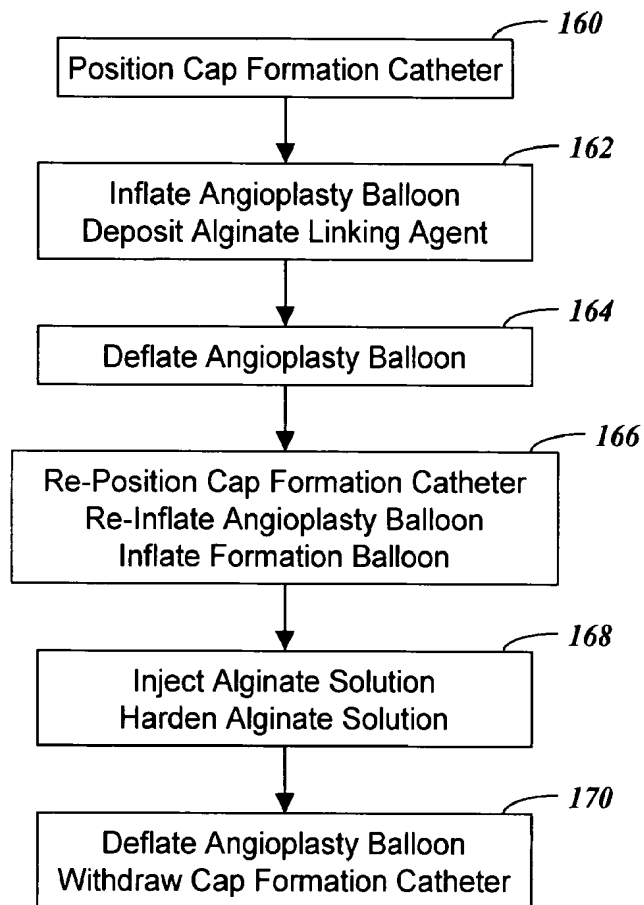 160
Position Cap Formation Catheter
162
Inflate Angioplasty Balloon
Deposit Alginate Linking Agent
164
Deflate Angioplasty Balloon
166
Re-Position Cap Formation Catheter
Re-Inflate Angioplasty Balloon
Inflate Formation Balloon
168
Inject Alginate Solution
Harden Alginate Solution
170
Deflate Angioplasty Balloon
Withdraw Cap Formation Catheter